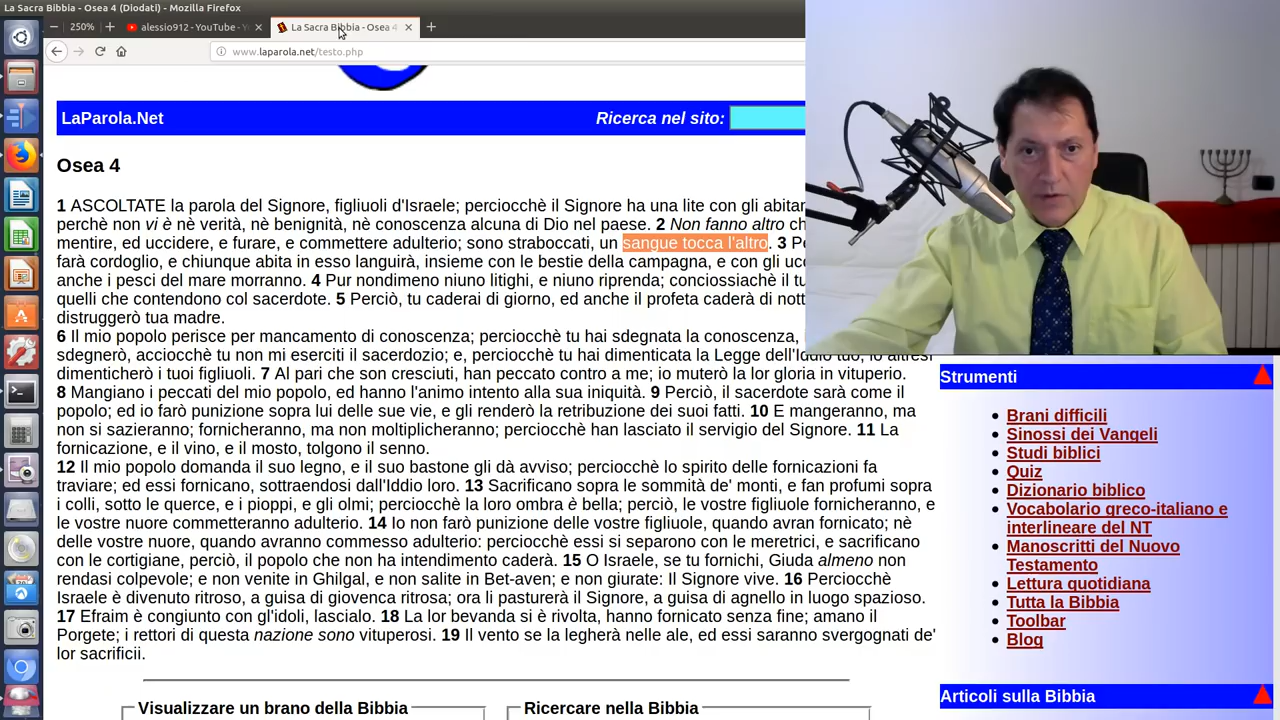 La Sacra Bibbia - Osea 4 (Diodati) - Mozilla Firefox
250%
alessio912 - YouTube -
La Sacra Bibbia - Osea 4
www.laparola.net/testo.php
LaParola.Net
Ricerca nel sito:
Osea 4
1 ASCOLTATE la parola del Signore, figliuoli d'Israele; perciocchè il Signore ha una lite con gli abitar
perchè non vi è nè verità, nè benignità, nè conoscenza alcuna di Dio nel paese. 2 Non fanno altro ch
mentire, ed uccidere, e furare, e commettere adulterio; sono straboccati, un sangue tocca l'altro. 3 Pe
farà cordoglio, e chiunque abita in esso languirà, insieme con le bestie della campagna, e con gli ucc
anche i pesci del mare morranno. 4 Pur nondimeno niuno litighi, e niuno riprenda; conciossiachè il tu
quelli che contendono col sacerdote. 5 Perciò, tu caderai di giorno, ed anche il profeta caderà di nott
distruggerò tua madre.
6 Il mio popolo perisce per mancamento di conoscenza; perciocchè tu hai sdegnata la conoscenza,
sdegnerò, acciocchè tu non mi eserciti il sacerdozio; e, perciocchè tu hai dimenticata la Legge dell'Iddio tuo, io altresì
dimenticherò i tuoi figliuoli. 7 Al pari che son cresciuti, han peccato contro a me; io muterò la lor gloria in vituperio.
8 Mangiano i peccati del mio popolo, ed hanno l'animo intento alla sua iniquità. 9 Perciò, il sacerdote sarà come il
popolo; ed io farò punizione sopra lui delle sue vie, e gli renderò la retribuzione dei suoi fatti. 10 E mangeranno, ma
non si sazieranno; fornicheranno, ma non moltiplicheranno; perciocchè han lasciato il servigio del Signore. 11 La
fornicazione, e il vino, e il mosto, tolgono il senno.
12 Il mio popolo domanda il suo legno, e il suo bastone gli dà avviso; perciocchè lo spirito delle fornicazioni fa
traviare; ed essi fornicano, sottraendosi dall'Iddio loro. 13 Sacrificano sopra le sommità de' monti, e fan profumi sopra
i colli, sotto le querce, e i pioppi, e gli olmi; perciocchè la loro ombra è bella; perciò, le vostre figliuole fornicheranno, e
le vostre nuore commetteranno adulterio. 14 Io non farò punizione delle vostre figliuole, quando avran fornicato; nè
delle vostre nuore, quando avranno commesso adulterio: perciocchè essi si separono con le meretrici, e sacrificano
con le cortigiane, perciò, il popolo che non ha intendimento caderà. 15 O Israele, se tu fornichi, Giuda almeno non
rendasi colpevole; e non venite in Ghilgal, e non salite in Bet-aven; e non giurate: Il Signore vive. 16 Perciocchè
Israele è divenuto ritroso, a guisa di giovenca ritrosa; ora li pasturerà il Signore, a guisa di agnello in luogo spazioso.
17 Efraim è congiunto con gl'idoli, lascialo. 18 La lor bevanda si è rivolta, hanno fornicato senza fine; amano il
Porgete; i rettori di questa nazione sono vituperosi. 19 Il vento se la legherà nelle ale, ed essi saranno svergognati de'
lor sacrificii.
Visualizzare un brano della Bibbia
Ricercare nella Bibbia
Strumenti
Brani difficili
Sinossi dei Vangeli
Studi biblici
Quiz
Dizionario biblico
Vocabolario greco-italiano e
interlineare del NT
Manoscritti del Nuovo
Testamento
Lettura quotidiana
Tutta la Bibbia
Toolbar
Blog
Articoli sulla Bibbia